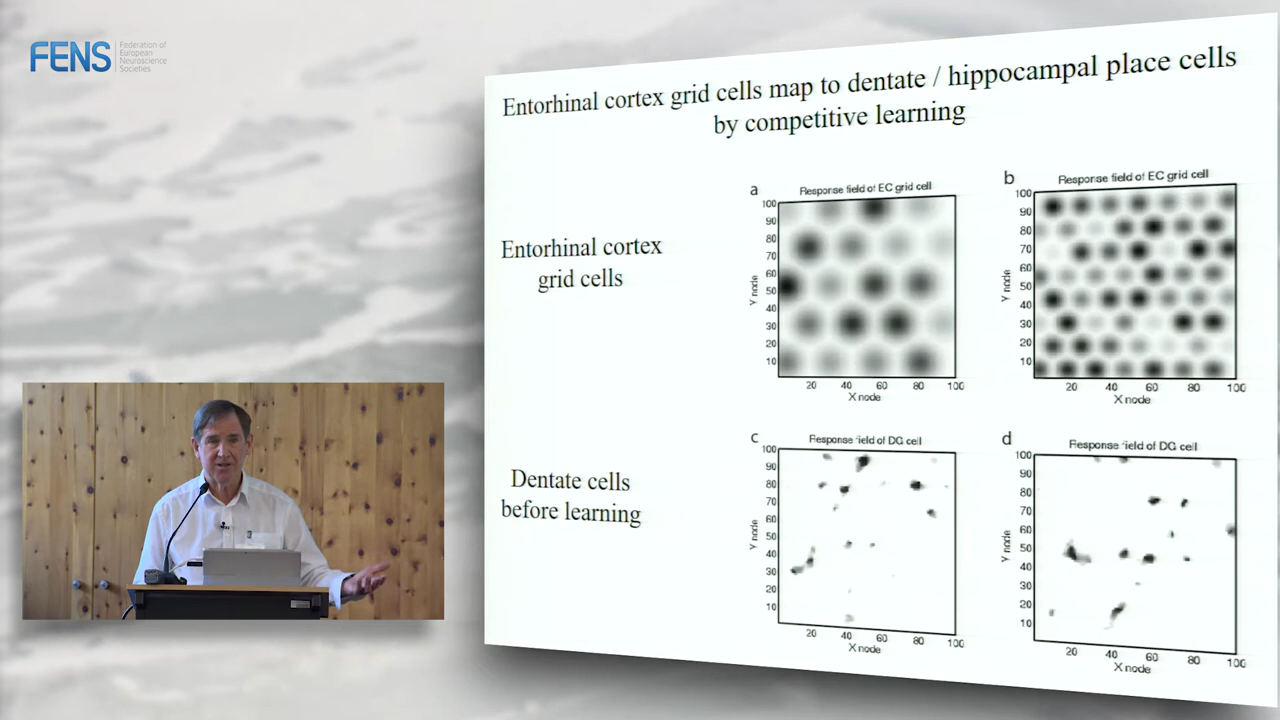 FENS
Federation of
European
Neuroscience
Societies
Entorhinal cortex grid cells map to dentate / hippocampal place cells
by competitive learning
Entorhinal cortex
grid cells
a
Response field of EC grid cell
100
90
80
70
60
50
40
30
20
10
Y node
20 40 60 80 100
X node
b
Response field of EC grid cell
100
90
80
70
60
50
40
30
20
10
Y node
20 40 60 80 100
X node
Dentate cells
before learning
c
Response field of DG cell
100
90
80
70
60
50
40
30
20
10
Y node
20 40 60 80 100
X node
d
Response field of DG cell
100
90
80
70
60
50
40
30
20
10
Y node
20 40 60 80 100
X node